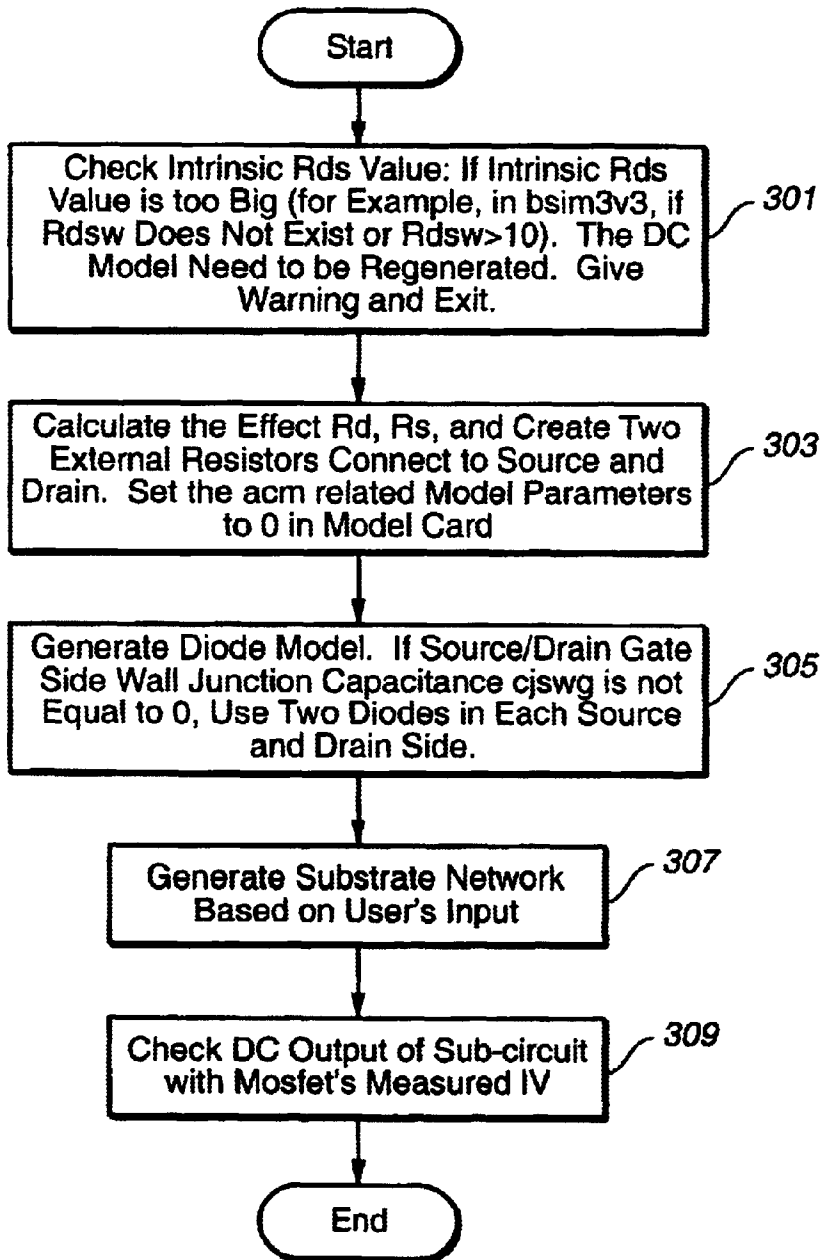 Start
Check Intrinsic Rds Value: If Intrinsic Rds
Value is too Big (for Example, in bsim3v3, if
Rdsw Does Not Exist or Rdsw>10). The DC
Model Need to be Regenerated. Give
Warning and Exit.
301
Calculate the Effect Rd, Rs, and Create Two
External Resistors Connect to Source and
Drain. Set the acm related Model Parameters
to 0 in Model Card
303
Generate Diode Model. If Source/Drain Gate
Side Wall Junction Capacitance cjswg is not
Equal to 0, Use Two Diodes in Each Source
and Drain Side.
305
Generate Substrate Network
Based on User's Input
307
Check DC Output of Sub-circuit
with Mosfet's Measured IV
309
End